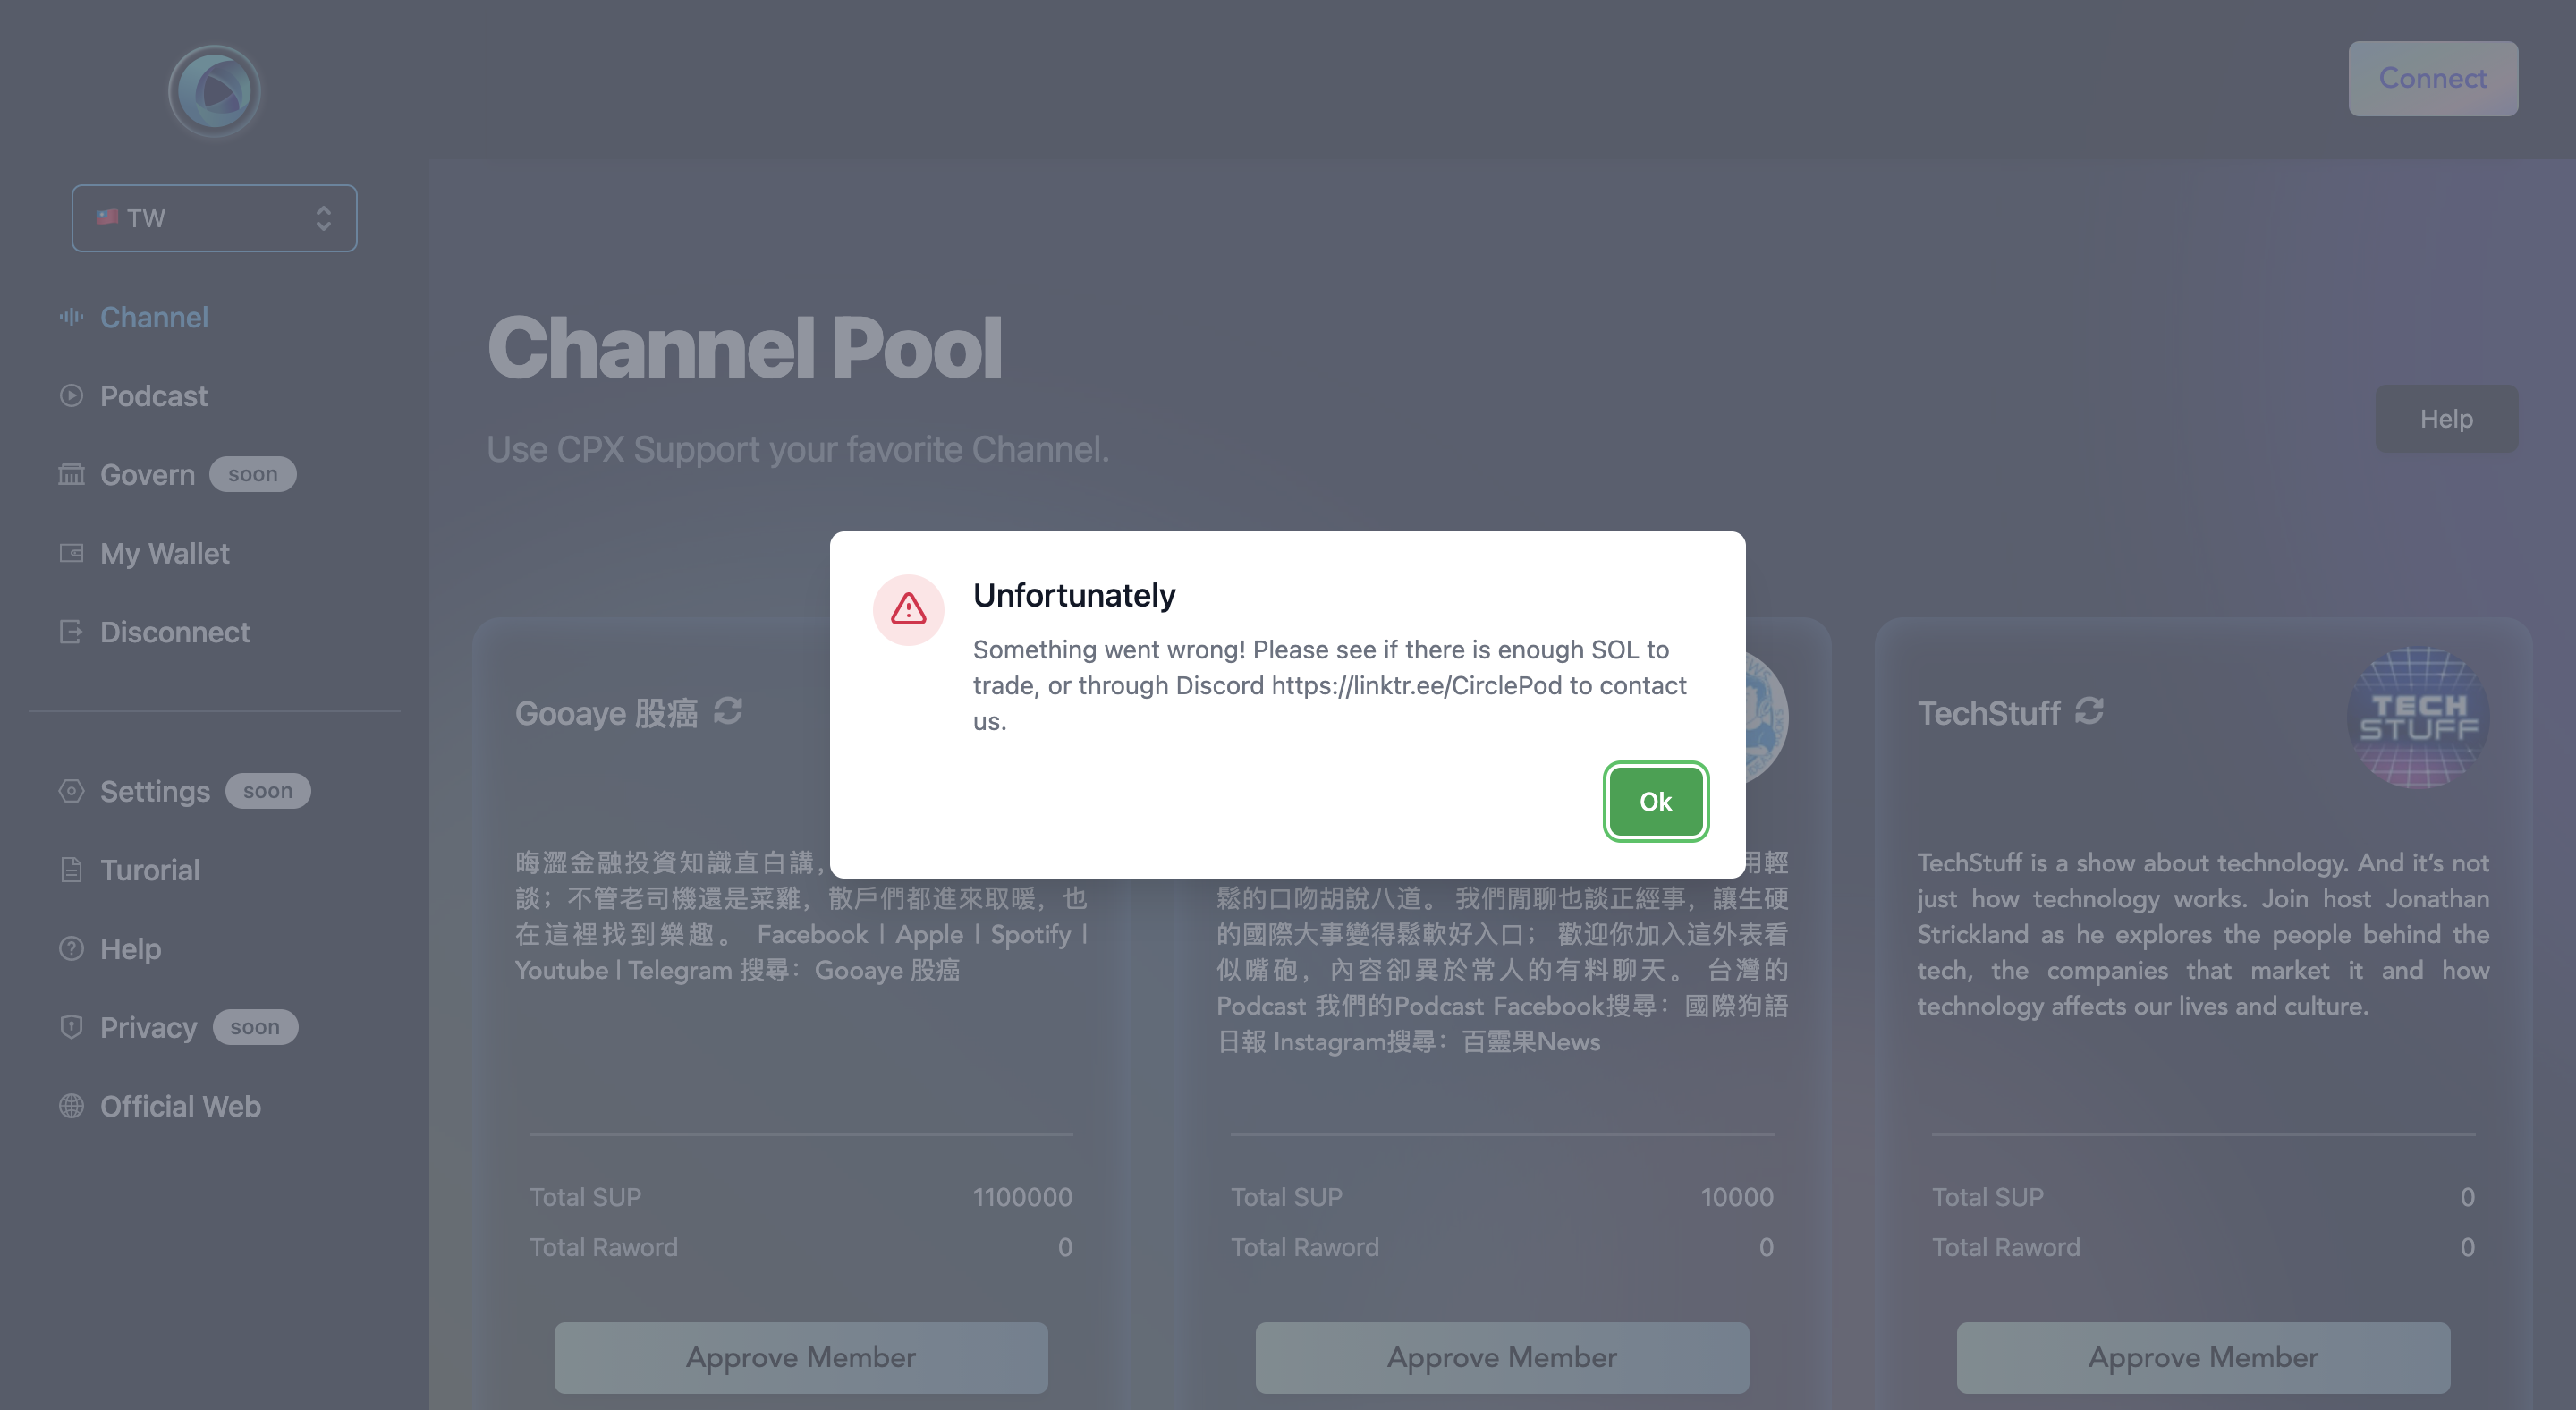 Connect
TW
Channel
Podcast
Govern soon
My Wallet
Disconnect
Settings soon
Turorial
Help
Privacy soon
Official Web
Channel Pool
Use CPX Support your favorite Channel.
Help
Unfortunately
Something went wrong! Please see if there is enough SOL to
trade, or through Discord https://linktr.ee/CirclePod to contact
us.
Ok
Gooaye 股癌
晦澀金融投資知識直白講，
談；不管老司機還是菜雞，散戶們都進來取暖，也
在這裡找到樂趣。 Facebook | Apple | Spotify |
Youtube | Telegram 搜尋：Gooaye 股癌
Total SUP 1100000
Total Raword 0
Approve Member
用輕
鬆的口吻胡說八道。 我們閒聊也談正經事，讓生硬
的國際大事變得鬆軟好入口； 歡迎你加入這外表看
似嘴砲，內容卻異於常人的有料聊天。 台灣的
Podcast 我們的Podcast Facebook搜尋：國際狗語
日報 Instagram搜尋：百靈果News
Total SUP 10000
Total Raword 0
Approve Member
TechStuff
TECH
STUFF
TechStuff is a show about technology. And it’s not
just how technology works. Join host Jonathan
Strickland as he explores the people behind the
tech, the companies that market it and how
technology affects our lives and culture.
Total SUP 0
Total Raword 0
Approve Member